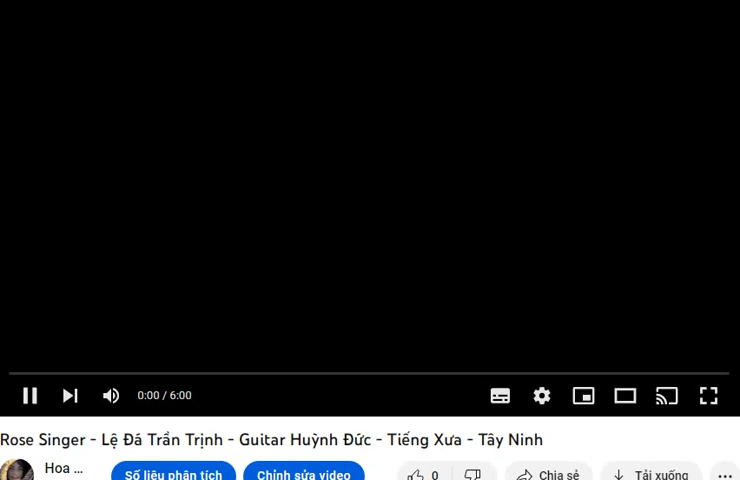 0:00 / 6:00
Rose Singer - Lệ Đá Trần Trịnh - Guitar Huỳnh Đức - Tiếng Xưa - Tây Ninh
Hoa ...
Số liệu phân tích
Chỉnh sửa video
0
Chia sẻ
Tải xuống